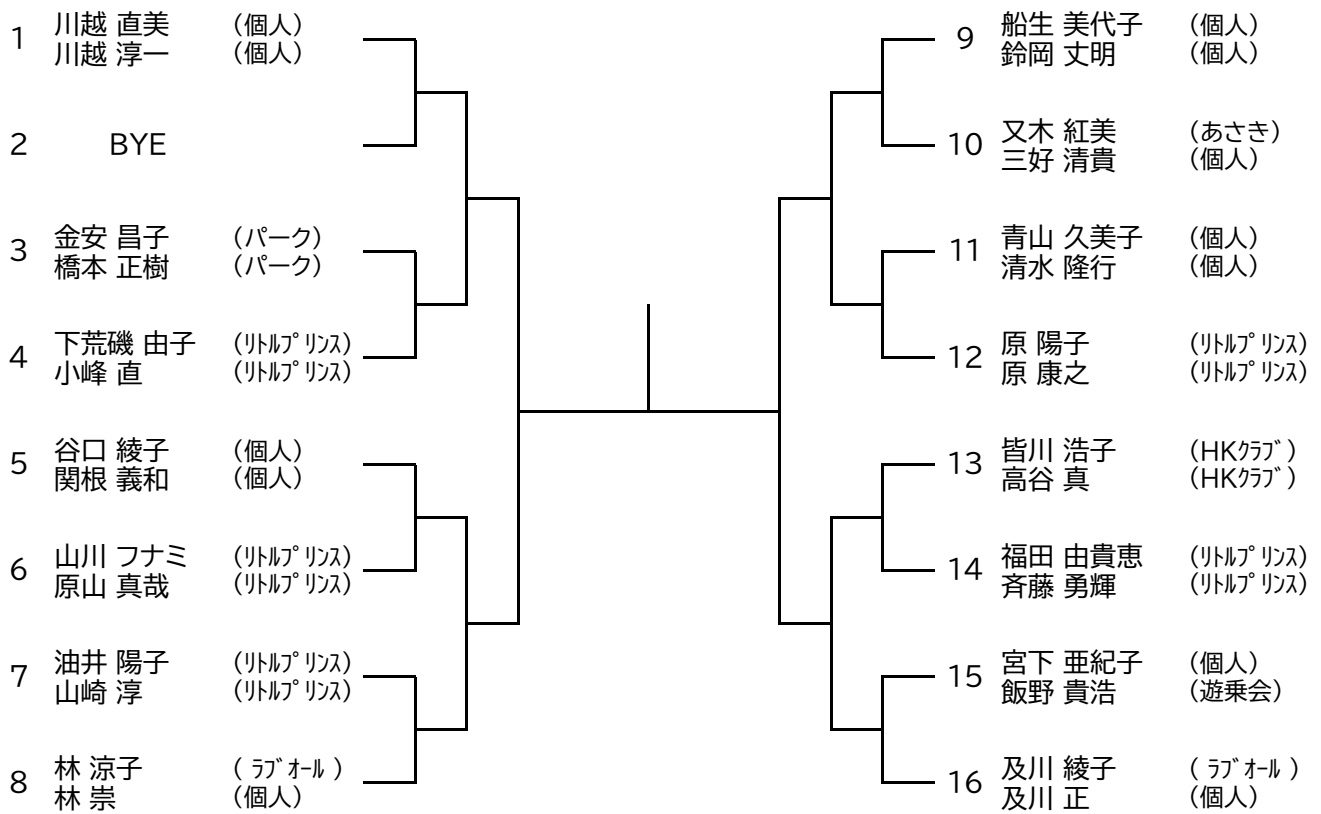 1 川越 直美 (個人)
川越 淳一 (個人)
2 BYE
3 金安 昌子 (パーク)
橋本 正樹 (パーク)
4 下荒磯 由子 (ﾘﾄﾙﾌﾟﾘﾝｽ)
小峰 直 (ﾘﾄﾙﾌﾟﾘﾝｽ)
5 谷口 綾子 (個人)
関根 義和 (個人)
6 山川 フナミ (ﾘﾄﾙﾌﾟﾘﾝｽ)
原山 真哉 (ﾘﾄﾙﾌﾟﾘﾝｽ)
7 油井 陽子 (ﾘﾄﾙﾌﾟﾘﾝｽ)
山崎 淳 (ﾘﾄﾙﾌﾟﾘﾝｽ)
8 林 涼子 ( ﾗﾌﾞｵｰﾙ )
林 崇 (個人)
9 船生 美代子 (個人)
鈴岡 丈明 (個人)
10 又木 紅美 (あさき)
三好 清貴 (個人)
11 青山 久美子 (個人)
清水 隆行 (個人)
12 原 陽子 (ﾘﾄﾙﾌﾟﾘﾝｽ)
原 康之 (ﾘﾄﾙﾌﾟﾘﾝｽ)
13 皆川 浩子 (HKｸﾗﾌﾞ)
高谷 真 (HKｸﾗﾌﾞ)
14 福田 由貴恵 (ﾘﾄﾙﾌﾟﾘﾝｽ)
斉藤 勇輝 (ﾘﾄﾙﾌﾟﾘﾝｽ)
15 宮下 亜紀子 (個人)
飯野 貴浩 (遊乗会)
16 及川 綾子 ( ﾗﾌﾞｵｰﾙ )
及川 正 (個人)